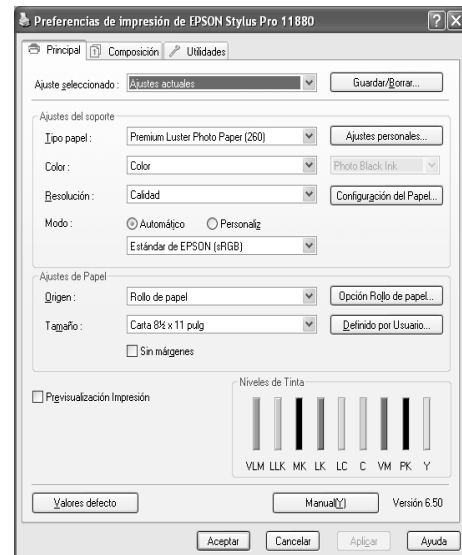 Preferencias de impresión de EPSON Stylus Pro 11880
Principal Composición Utilidades
Ajuste seleccionado : Ajustes actuales Guardar/Borrar...
Ajustes del soporte
Tipo papel : Premium Luster Photo Paper (260) Ajustes personales...
Color : Color Photo Black Ink
Resolución : Calidad Configuración del Papel...
Modo : Automático Personaliz
Estándar de EPSON (sRGB)
Ajustes de Papel
Origen : Rollo de papel Opción Rollo de papel...
Tamaño : Carta 8½ x 11 pulg Definido por Usuario...
Sin márgenes
Previsualización Impresión
Niveles de Tinta
VLM LLK MK LK LC C VM PK Y
Valores defecto Manual(Y) Versión 6.50
Aceptar Cancelar Aplicar Ayuda